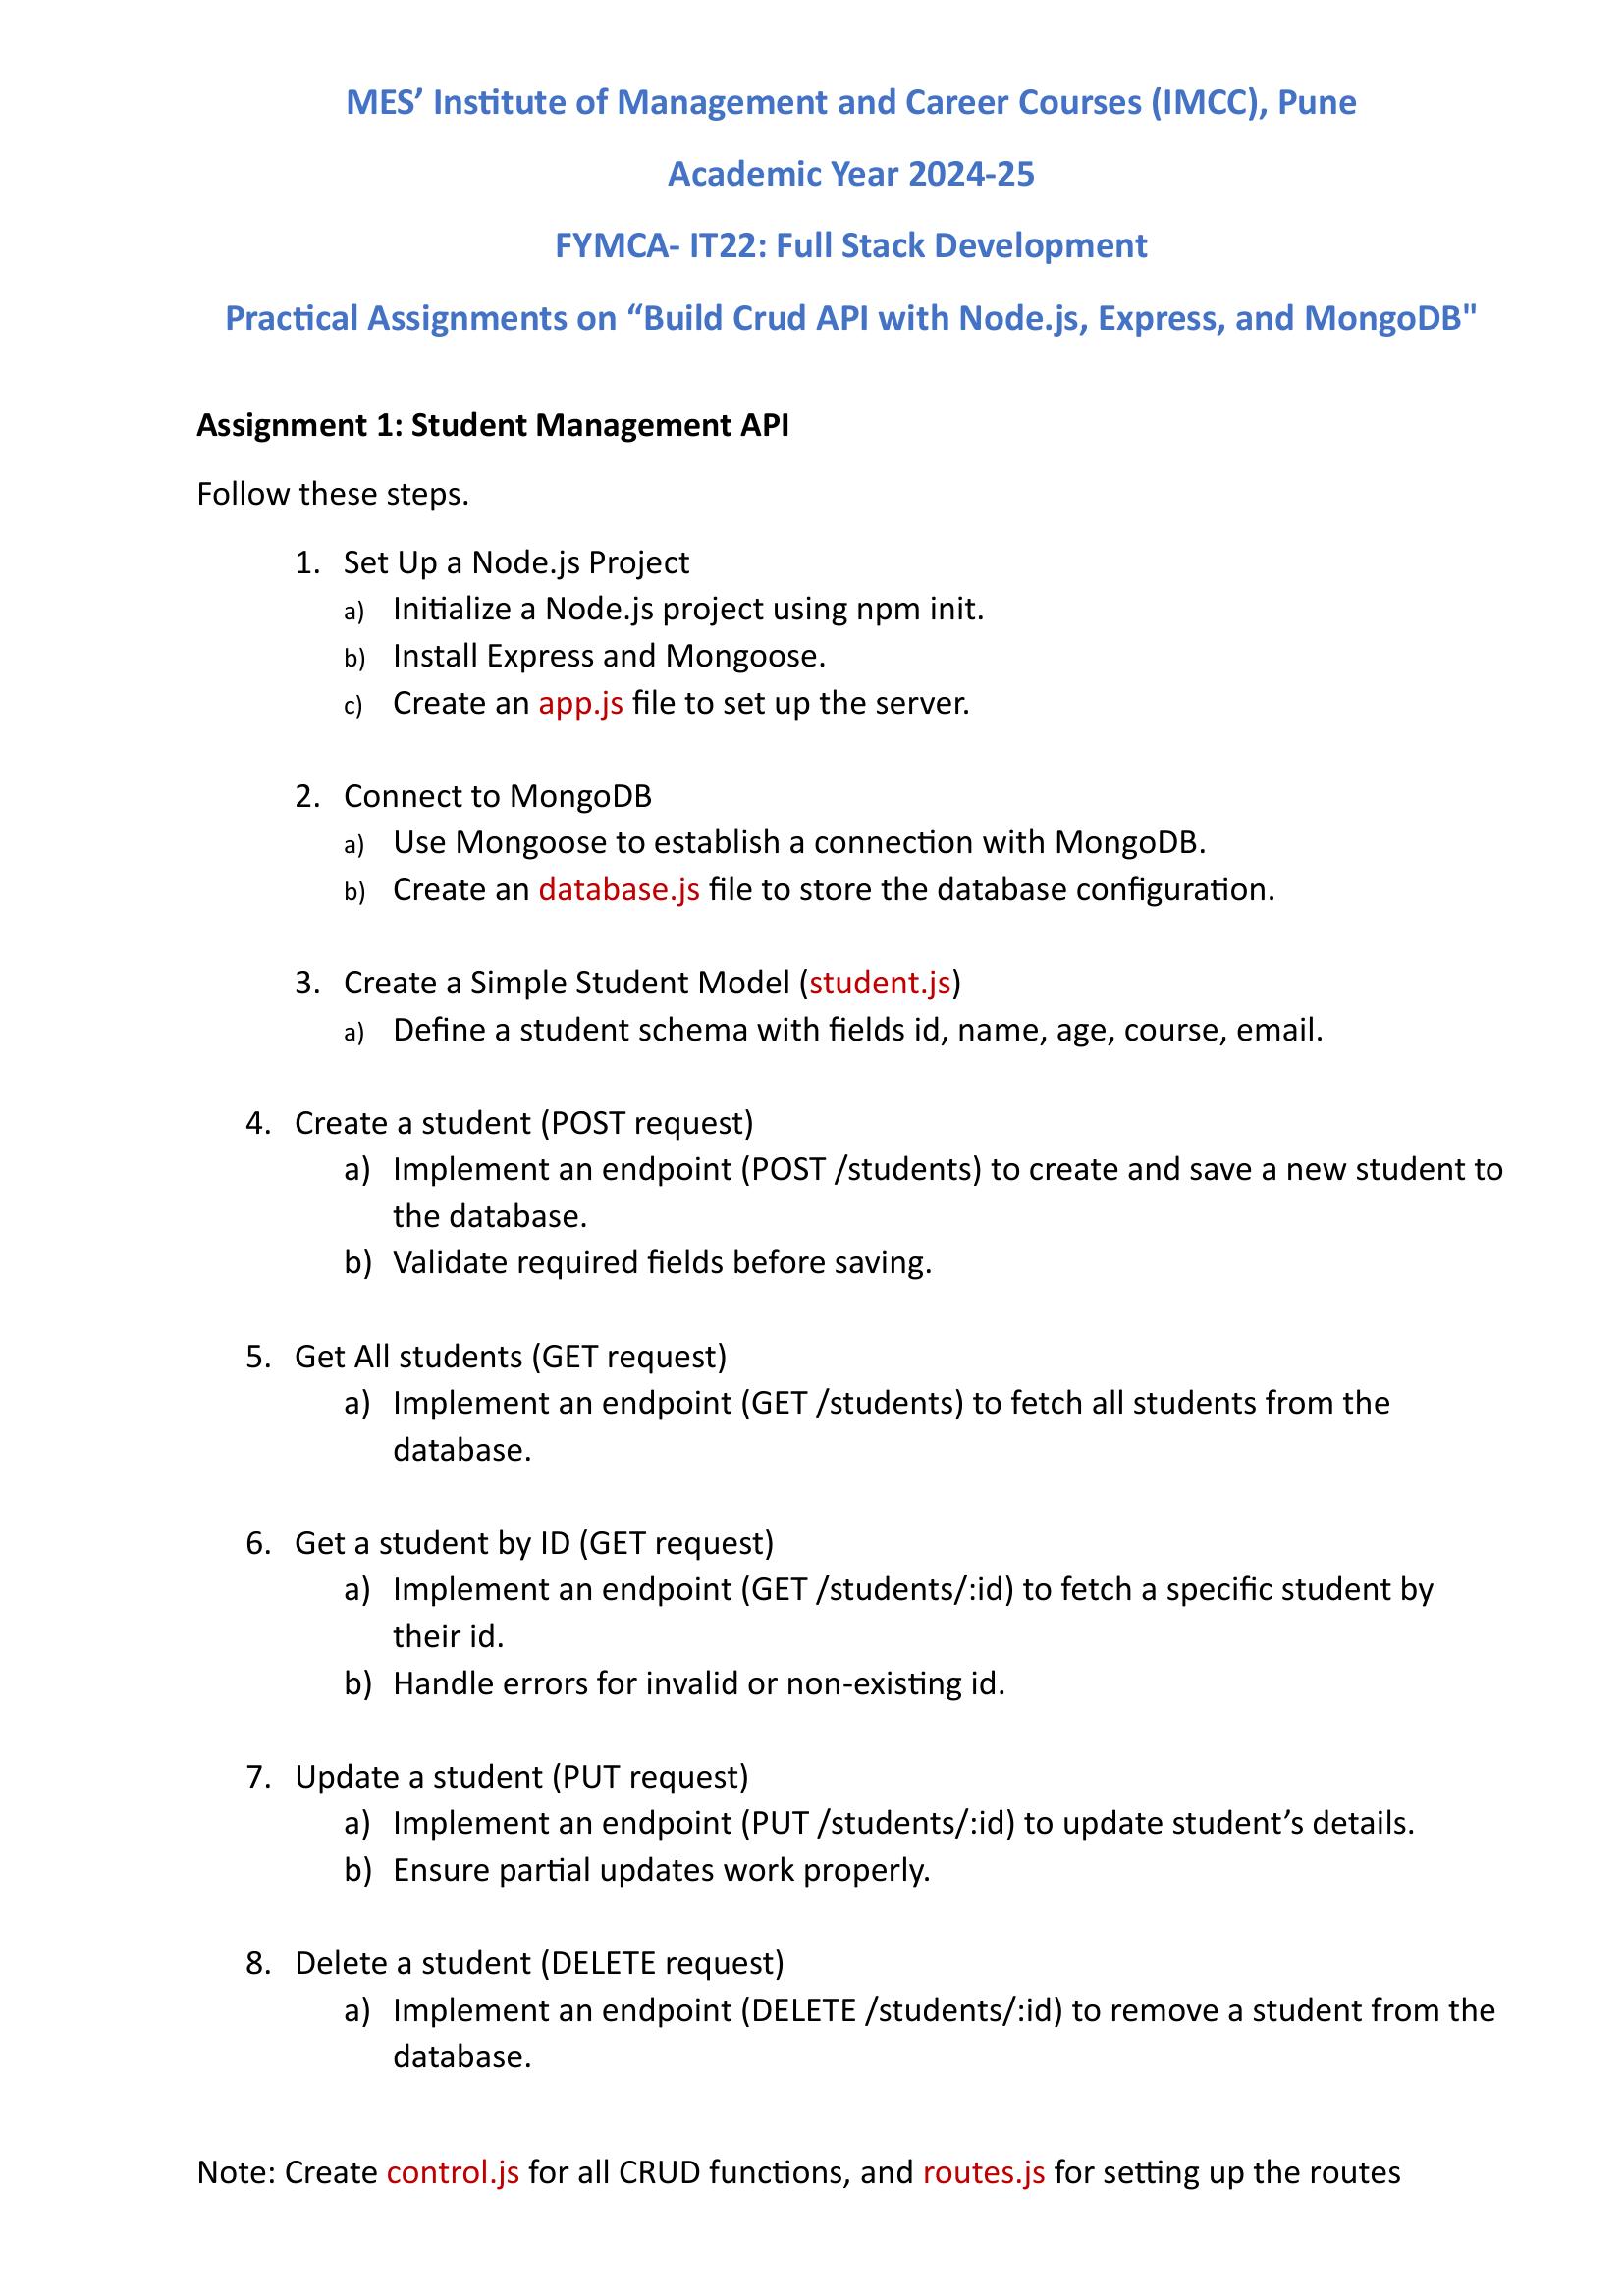 MES’ Institute of Management and Career Courses (IMCC), Pune
Academic Year 2024-25
FYMCA- IT22: Full Stack Development
Practical Assignments on “Build Crud API with Node.js, Express, and MongoDB"
Assignment 1: Student Management API
Follow these steps.
1. Set Up a Node.js Project
a) Initialize a Node.js project using npm init.
b) Install Express and Mongoose.
c) Create an app.js file to set up the server.
2. Connect to MongoDB
a) Use Mongoose to establish a connection with MongoDB.
b) Create an database.js file to store the database configuration.
3. Create a Simple Student Model (student.js)
a) Define a student schema with fields id, name, age, course, email.
4. Create a student (POST request)
a) Implement an endpoint (POST /students) to create and save a new student to
the database.
b) Validate required fields before saving.
5. Get All students (GET request)
a) Implement an endpoint (GET /students) to fetch all students from the
database.
6. Get a student by ID (GET request)
a) Implement an endpoint (GET /students/:id) to fetch a specific student by
their id.
b) Handle errors for invalid or non-existing id.
7. Update a student (PUT request)
a) Implement an endpoint (PUT /students/:id) to update student’s details.
b) Ensure partial updates work properly.
8. Delete a student (DELETE request)
a) Implement an endpoint (DELETE /students/:id) to remove a student from the
database.
Note: Create control.js for all CRUD functions, and routes.js for setting up the routes